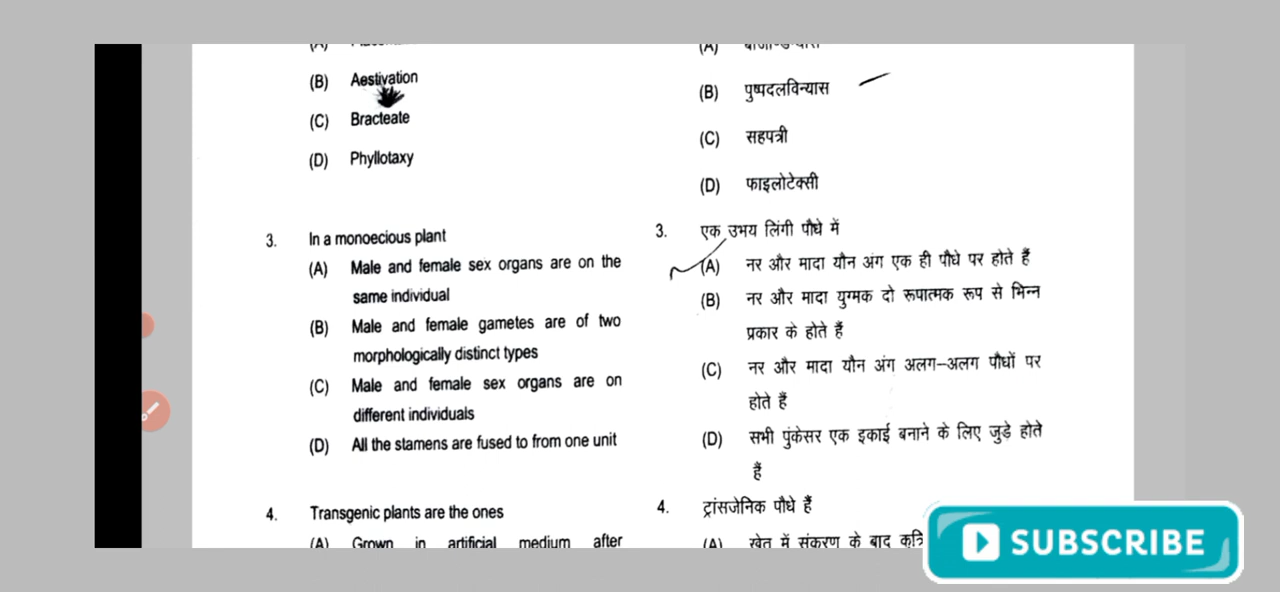 (B) Aestivation
(C) Bracteate
(D) Phyllotaxy
3. In a monoecious plant
(A) Male and female sex organs are on the
same individual
(B) Male and female gametes are of two
morphologically distinct types
(C) Male and female sex organs are on
different individuals
(D) All the stamens are fused to from one unit
4. Transgenic plants are the ones
(A) Grown in artificial medium after
(A)
(B) पुष्पदलविन्यास
(C) सहपत्री
(D) फाइलोटेक्सी
3. एक उभय लिंगी पौधे में
(A) नर और मादा यौन अंग एक ही पौधे पर होते हैं
(B) नर और मादा युग्मक दो रूपात्मक रूप से भिन्न
प्रकार के होते हैं
(C) नर और मादा यौन अंग अलग-अलग पौधों पर
होते हैं
(D) सभी पुंकेसर एक इकाई बनाने के लिए जुड़े होते
हैं
4. ट्रांसजेनिक पौधे हैं
(A) खेत में संकरण के बाद
SUBSCRIBE